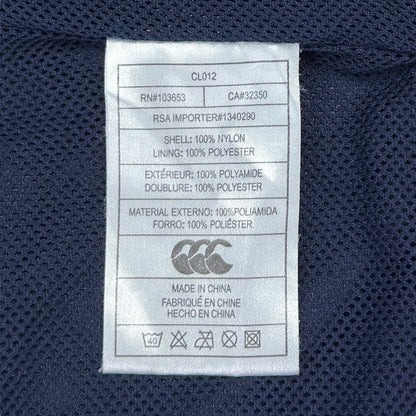 CL012
RN#103653 CA#32350
RSA IMPORTER#1340290
SHELL: 100% NYLON
LINING: 100% POLYESTER
EXTÉRIEUR: 100% POLYAMIDE
DOUBLURE: 100% POLYESTER
MATERIAL EXTERNO: 100%POLIAMIDA
FORRO: 100% POLIÉSTER
MADE IN CHINA
FABRIQUÉ EN CHINE
HECHO EN CHINA
40